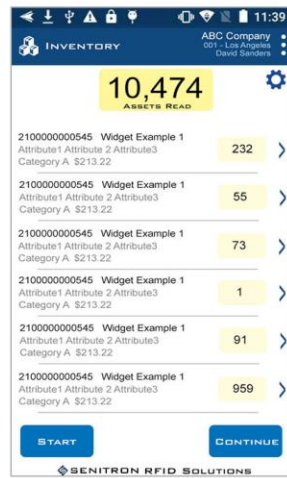 11:39
INVENTORY
ABC Company
001 - Los Angeles
David Sanders
10,474
ASSETS READ
2100000000545 Widget Example 1
Attribute1 Attribute 2 Attribute3
Category A $213.22
232
2100000000545 Widget Example 1
Attribute1 Attribute 2 Attribute3
Category A $213.22
55
2100000000545 Widget Example 1
Attribute1 Attribute 2 Attribute3
Category A $213.22
73
2100000000545 Widget Example 1
Attribute1 Attribute 2 Attribute3
Category A $213.22
1
2100000000545 Widget Example 1
Attribute1 Attribute 2 Attribute3
Category A $213.22
91
2100000000545 Widget Example 1
Attribute1 Attribute 2 Attribute3
Category A $213.22
959
START
CONTINUE
SENITRON RFID SOLUTIONS